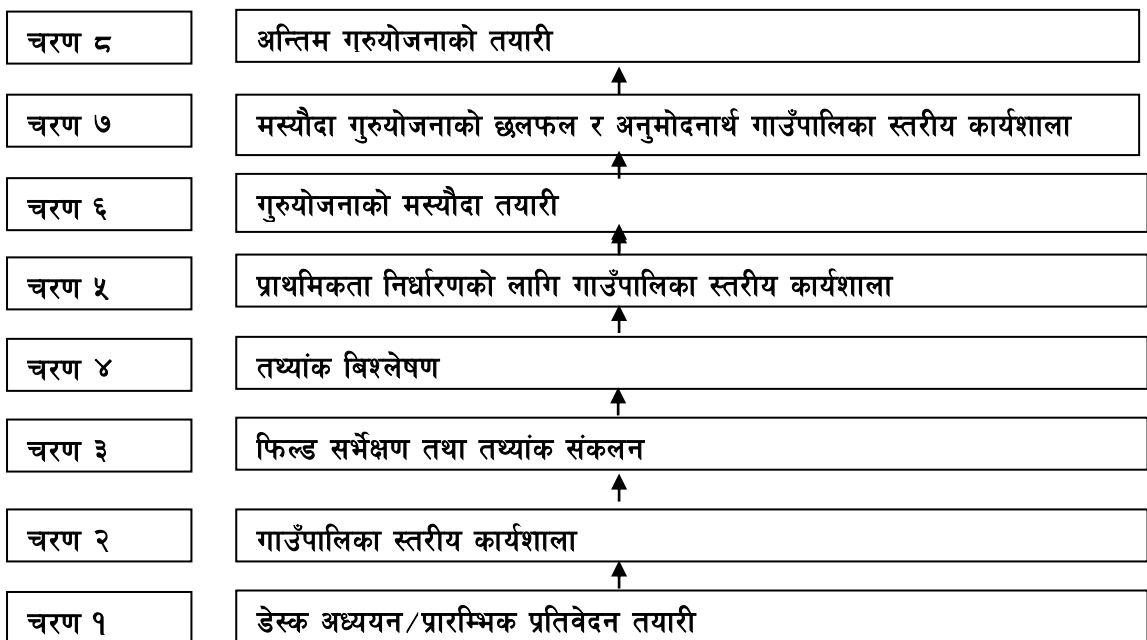 चरण ८ अन्तिम गुरुयोजनाको तयारी
चरण ७ मस्यौदा गुरुयोजनाको छलफल र अनुमोदनार्थ गाउँपालिका स्तरीय कार्यशाला
चरण ६ गुरुयोजनाको मस्यौदा तयारी
चरण ५ प्राथमिकता निर्धारणको लागि गाउँपालिका स्तरीय कार्यशाला
चरण ४ तथ्यांक बिश्लेषण
चरण ३ फिल्ड सर्भेक्षण तथा तथ्यांक संकलन
चरण २ गाउँपालिका स्तरीय कार्यशाला
चरण १ डेस्क अध्ययन/प्रारम्भिक प्रतिवेदन तयारी